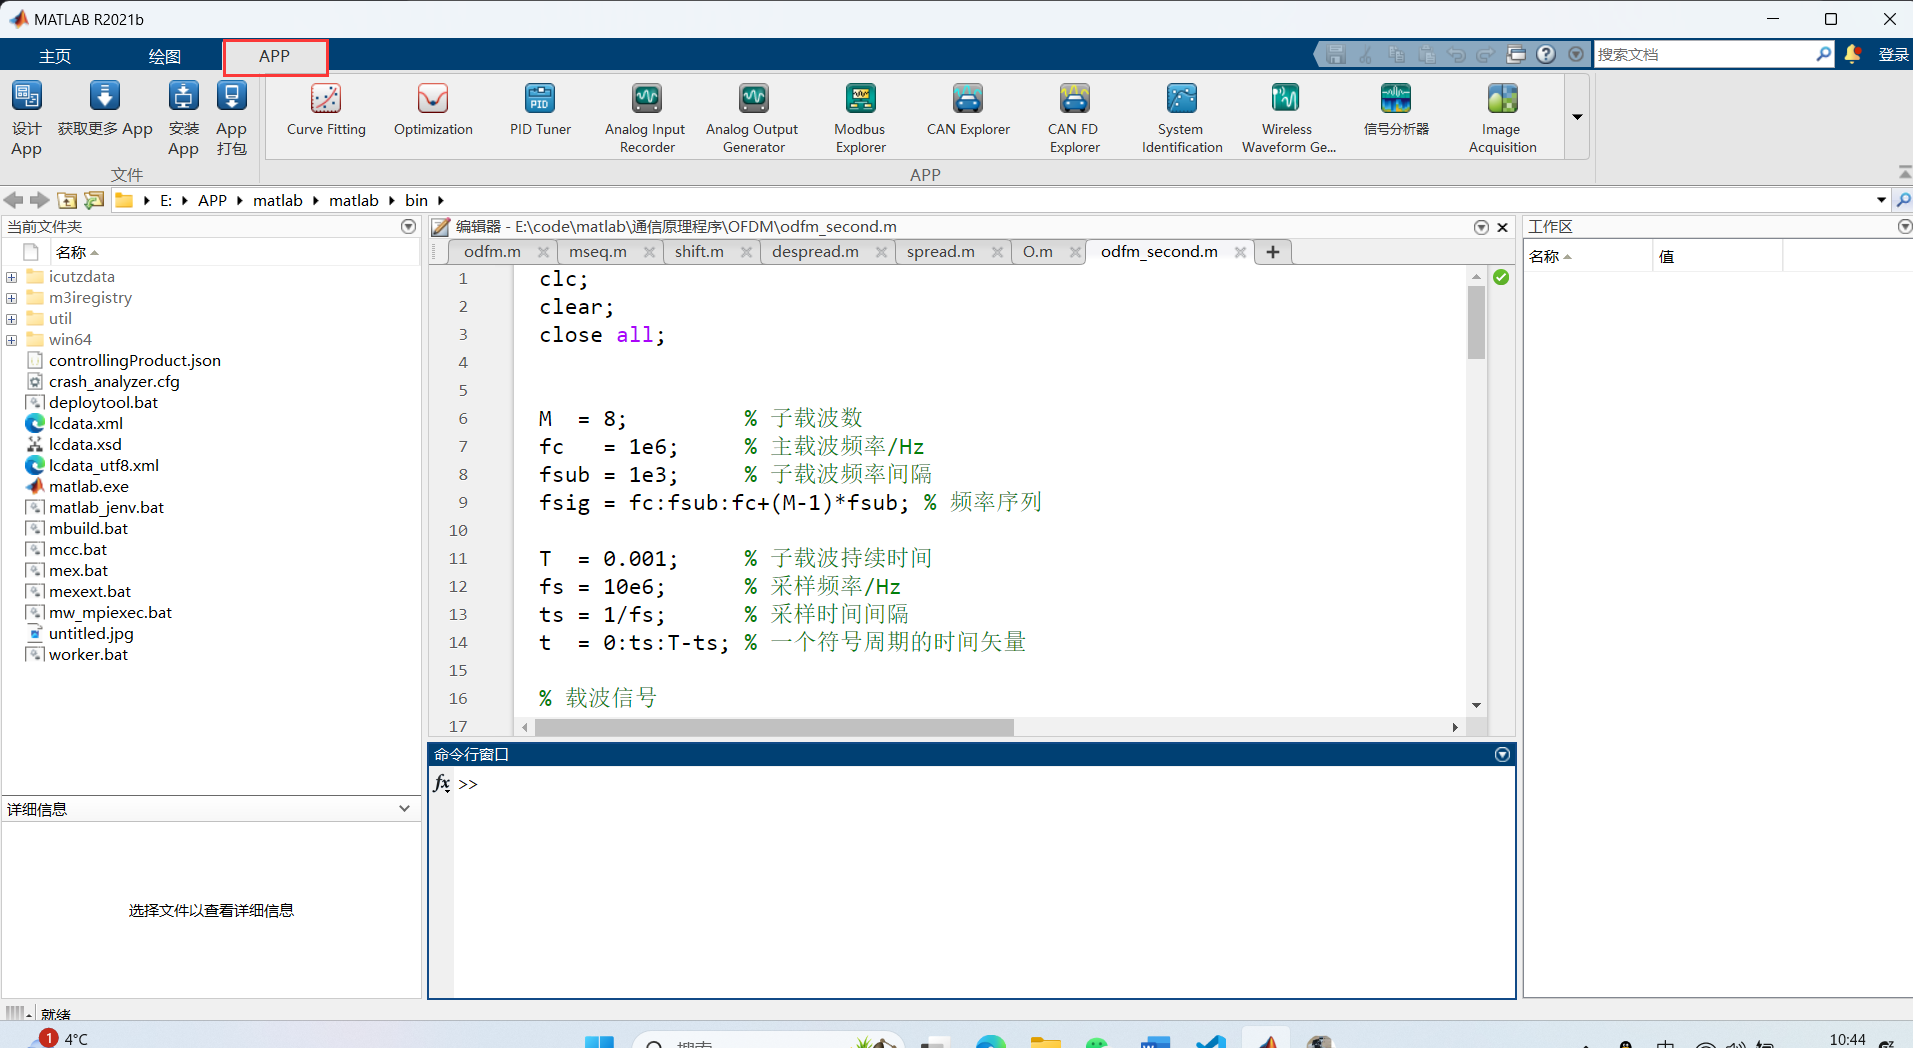 MATLAB R2021b
主页 绘图 APP
搜索文档 登录
设计 App
获取更多 App
安装 App
App 打包
文件
Curve Fitting
Optimization
PID Tuner
Analog Input Recorder
Analog Output Generator
Modbus Explorer
CAN Explorer
CAN FD Explorer
System Identification
Wireless Waveform Ge...
信号分析器
Image Acquisition
APP
E: APP matlab matlab bin
当前文件夹
名称
icutzdata
m3iregistry
util
win64
controllingProduct.json
crash_analyzer.cfg
deploytool.bat
lcdata.xml
lcdata.xsd
lcdata_utf8.xml
matlab.exe
matlab_jenv.bat
mbuild.bat
mcc.bat
mex.bat
mexext.bat
mw_mpiexec.bat
untitled.jpg
worker.bat
详细信息
选择文件以查看详细信息
编辑器 - E:\code\matlab\通信原理程序\OFDM\odfm_second.m
odfm.m mseq.m shift.m despread.m spread.m O.m odfm_second.m
1 clc;
2 clear;
3 close all;
4
5
6 M = 8; % 子载波数
7 fc = 1e6; % 主载波频率/Hz
8 fsub = 1e3; % 子载波频率间隔
9 fsig = fc:fsub:fc+(M-1)*fsub; % 频率序列
10
11 T = 0.001; % 子载波持续时间
12 fs = 10e6; % 采样频率/Hz
13 ts = 1/fs; % 采样时间间隔
14 t = 0:ts:T-ts; % 一个符号周期的时间矢量
15
16 % 载波信号
17
命令行窗口
fx >>
工作区
名称 值
就绪
1 4°C
搜索
中
10:44